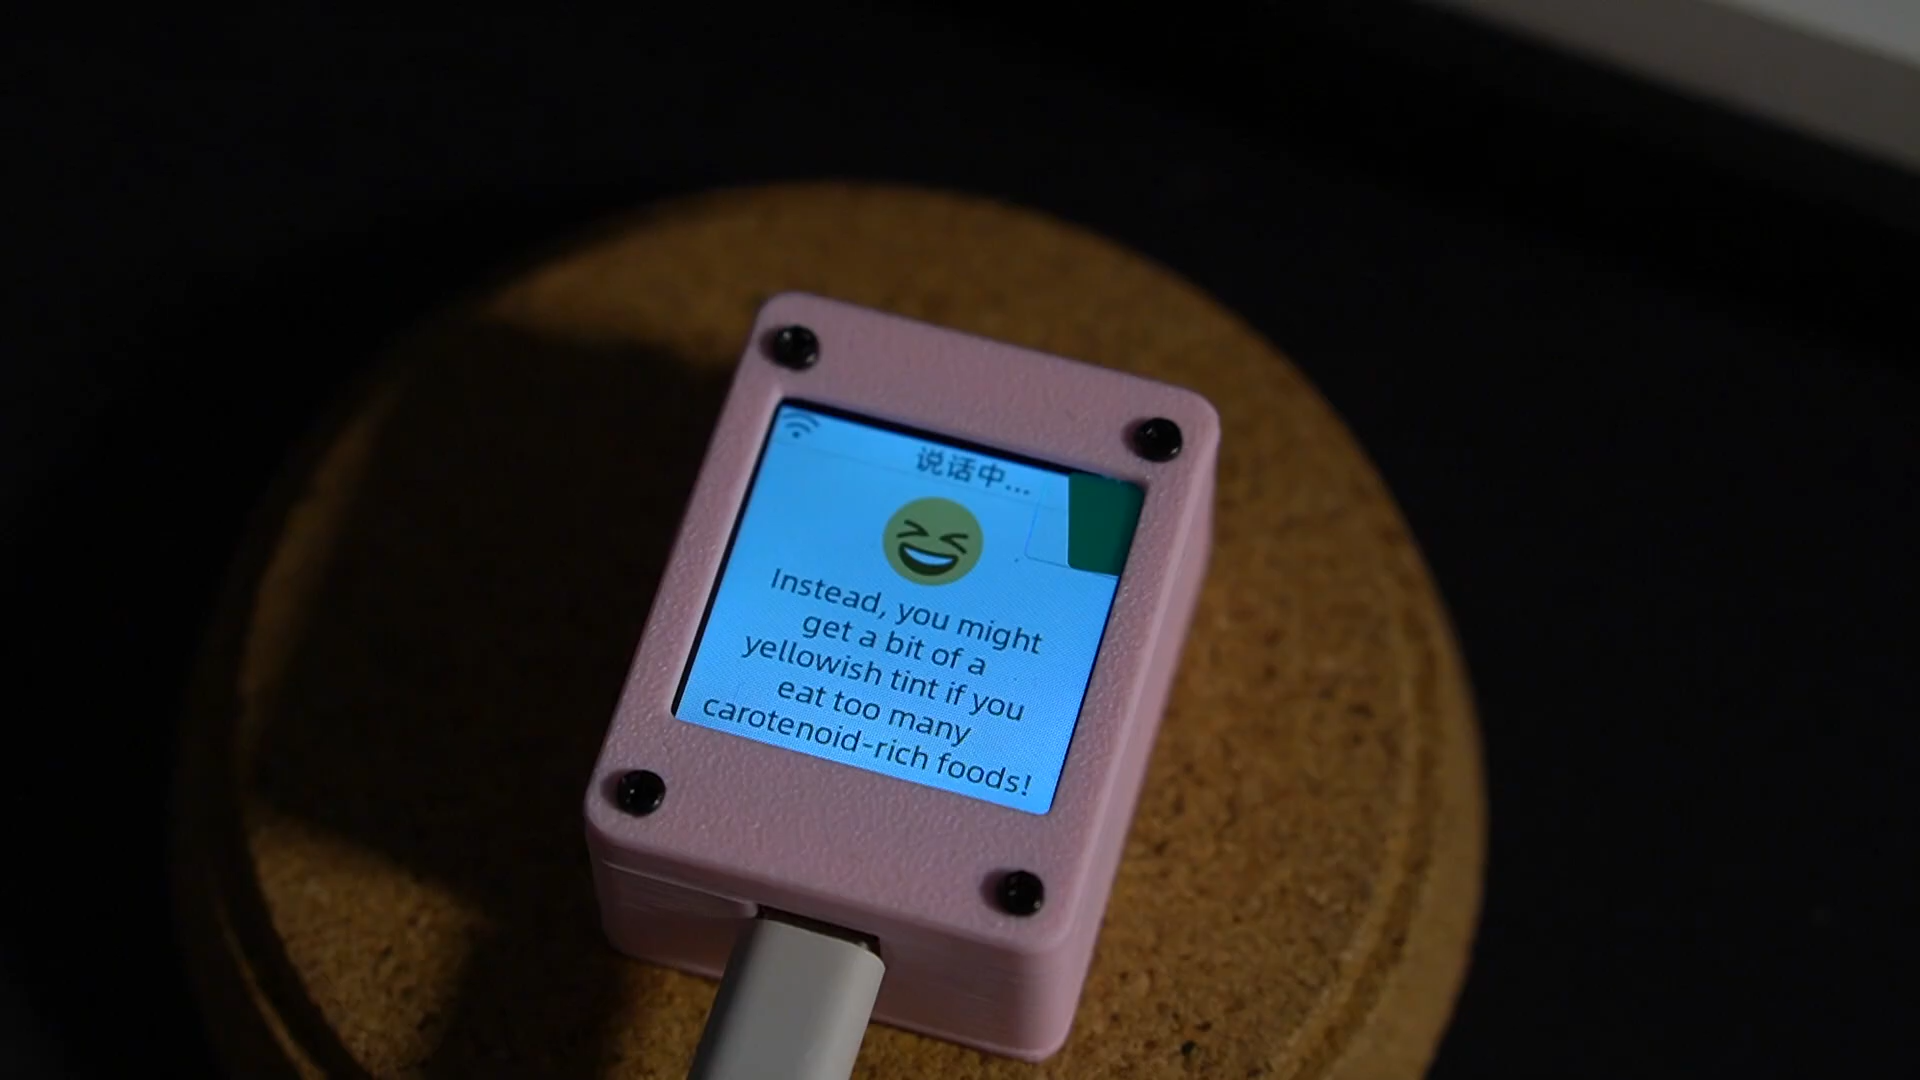 说话中...
Instead, you might
get a bit of a
yellowish tint if you
eat too many
carotenoid-rich foods!